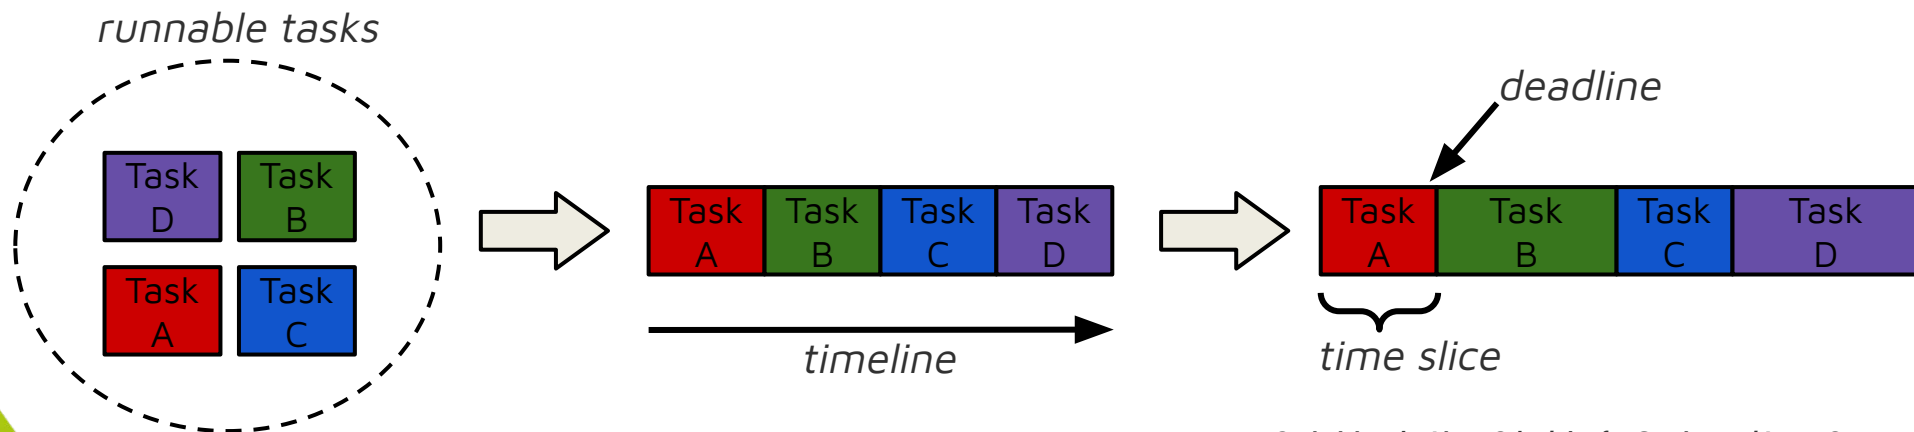 runnable tasks
Task
D
Task
B
Task
A
Task
C
Task
A
Task
B
Task
C
Task
D
timeline
deadline
Task
A
Task
B
Task
C
Task
D
time slice